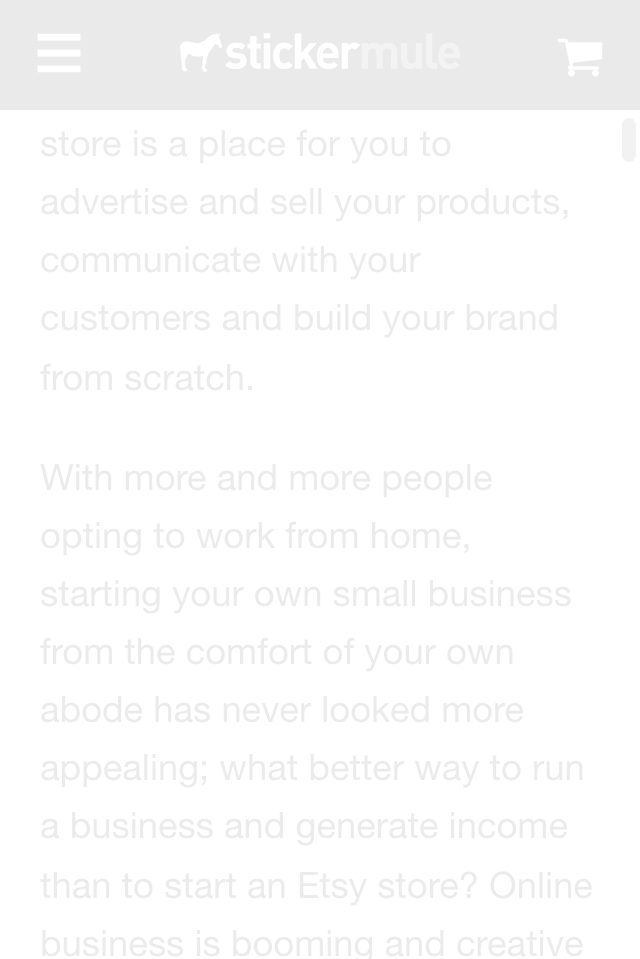 stickermule
store is a place for you to
advertise and sell your products,
communicate with your
customers and build your brand
from scratch.
With more and more people
opting to work from home,
starting your own small business
from the comfort of your own
abode has never looked more
appealing; what better way to run
a business and generate income
than to start an Etsy store? Online
business is booming and creative